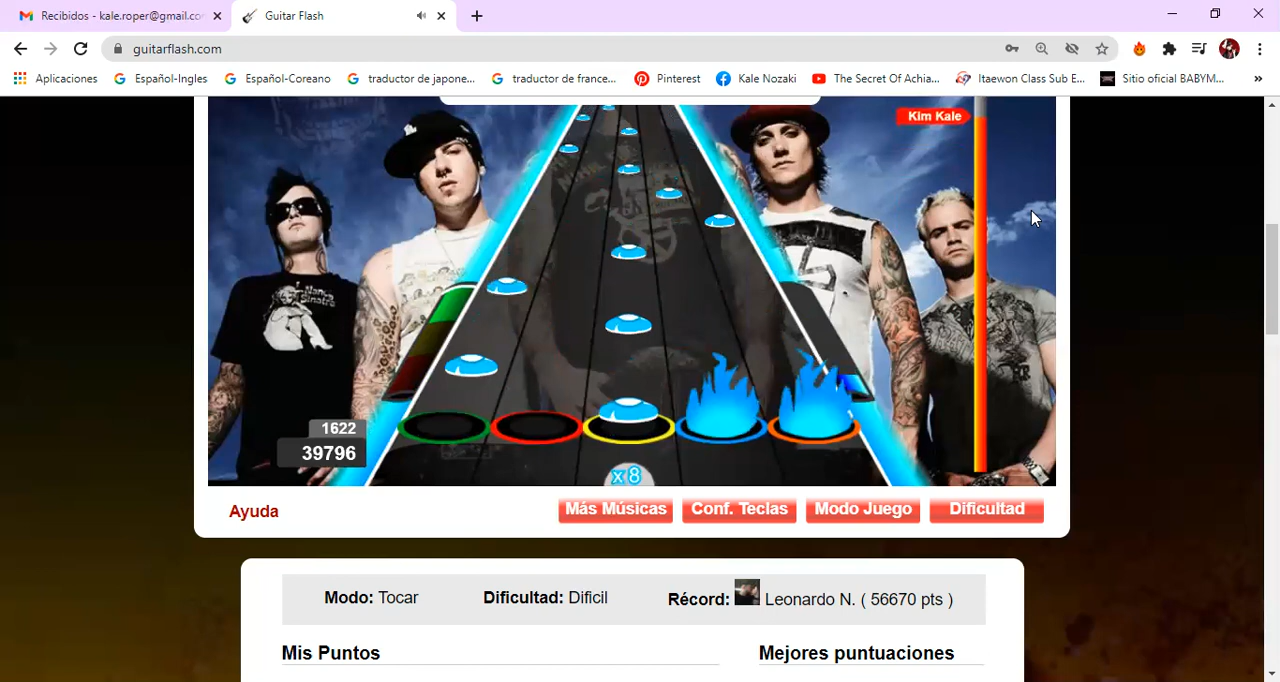 Recibidos - kale.roper@gmail.co
Guitar Flash
guitarflash.com
Aplicaciones
Español-Ingles
Español-Coreano
traductor de japone...
traductor de france...
Pinterest
Kale Nozaki
The Secret Of Achia...
Itaewon Class Sub E...
Sitio oficial BABYM...
»
Kim Kale
1622
39796
x8
Ayuda
Más Músicas
Conf. Teclas
Modo Juego
Dificultad
Modo: Tocar
Dificultad: Dificil
Récord: Leonardo N. ( 56670 pts )
Mis Puntos
Mejores puntuaciones